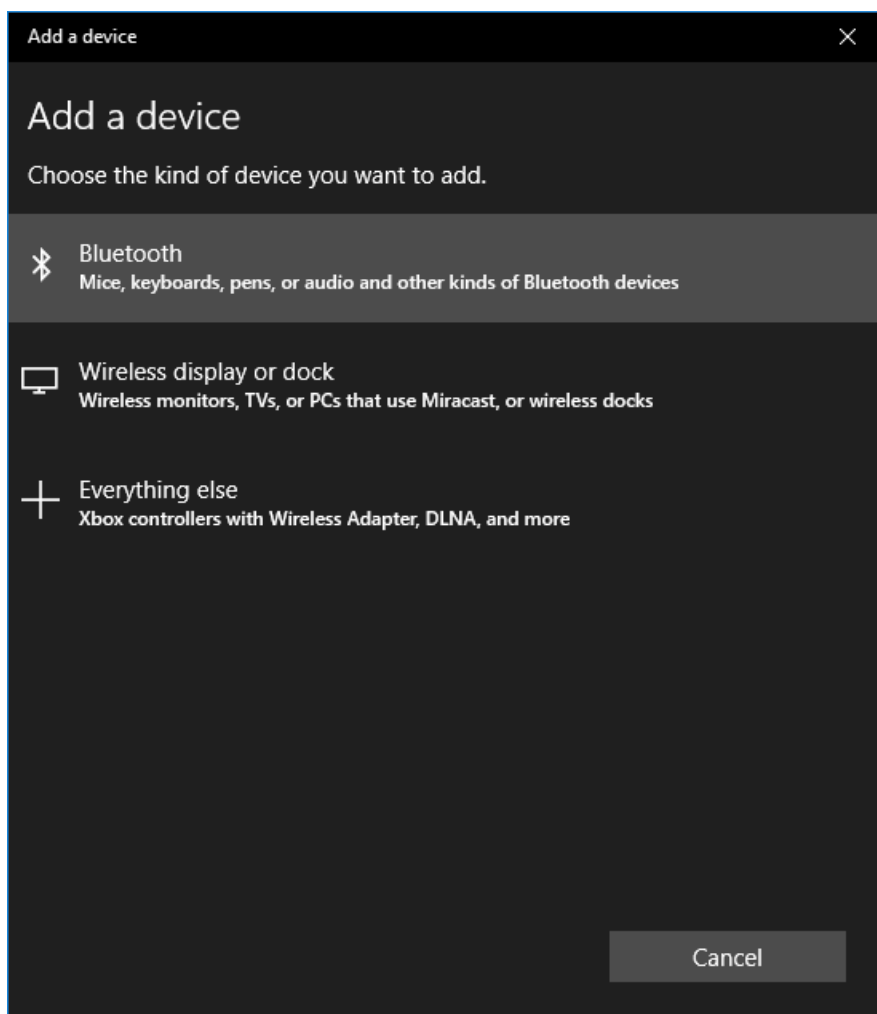 Add a device
Add a device
Choose the kind of device you want to add.
Bluetooth
Mice, keyboards, pens, or audio and other kinds of Bluetooth devices
Wireless display or dock
Wireless monitors, TVs, or PCs that use Miracast, or wireless docks
Everything else
Xbox controllers with Wireless Adapter, DLNA, and more
Cancel